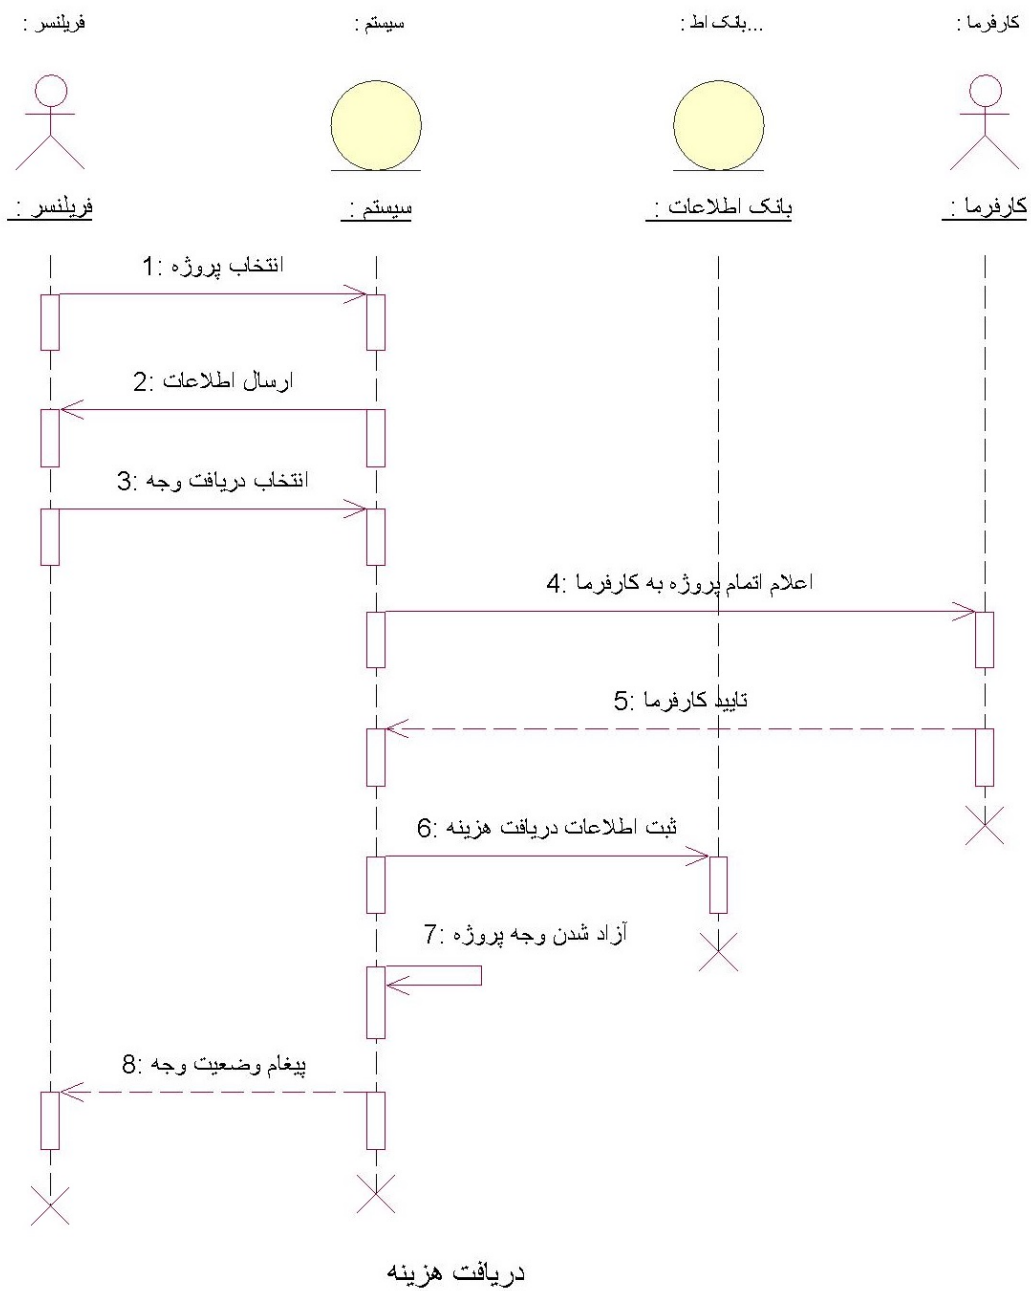 فریلنسر :
سیستم :
بانک اط... :
کارفرما :
فریلنسر :
سیستم :
بانک اطلاعات :
کارفرما :
1: انتخاب پروژه
2: ارسال اطلاعات
3: انتخاب دریافت وجه
4: اعلام اتمام پروژه به کارفرما
5: تایید کارفرما
6: ثبت اطلاعات دریافت هزینه
7: آزاد شدن وجه پروژه
8: پیغام وضعیت وجه
دریافت هزینه